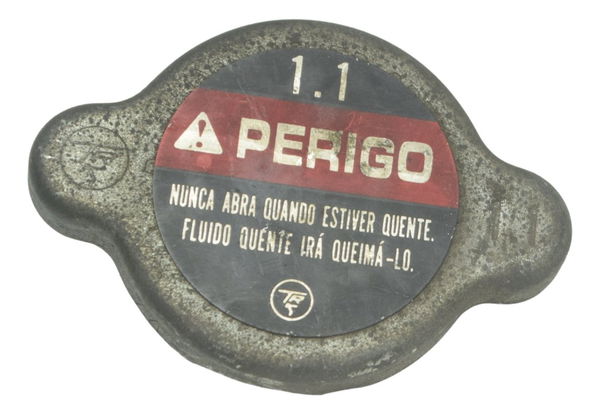 1.1
PERIGO
NUNCA ABRA QUANDO ESTIVER QUENTE.
FLUIDO QUENTE IRÁ QUEIMÁ-LO.